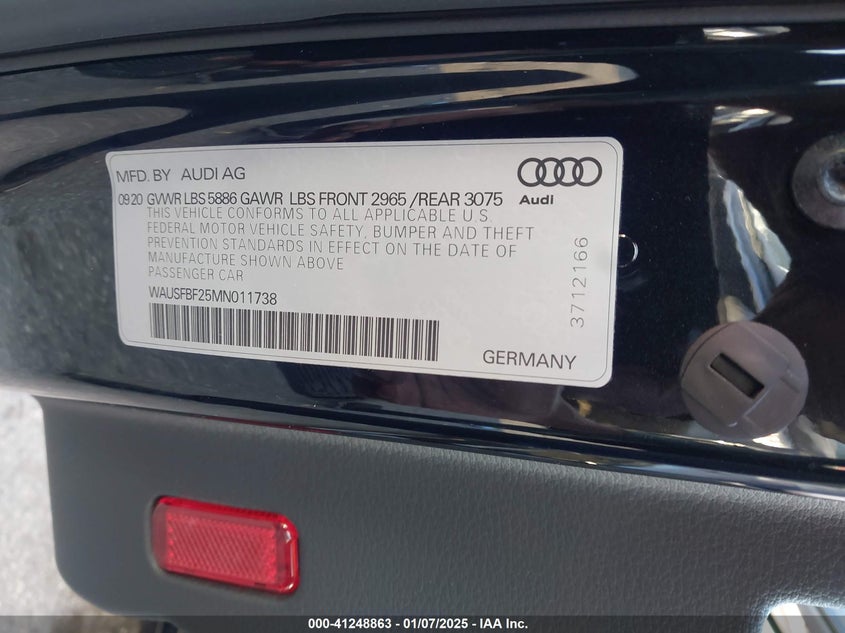 MFD. BY AUDI AG
Audi
09 20 GVWR LBS 5886 GAWR LBS FRONT 2965 /REAR 3075
THIS VEHICLE CONFORMS TO ALL APPLICABLE U.S.
FEDERAL MOTOR VEHICLE SAFETY, BUMPER AND THEFT
PREVENTION STANDARDS IN EFFECT ON THE DATE OF
MANUFACTURE SHOWN ABOVE
PASSENGER CAR
WAUSFBF25MN011738
3712166
GERMANY
000-41248863 — 01/07/2025 — IAA Inc.